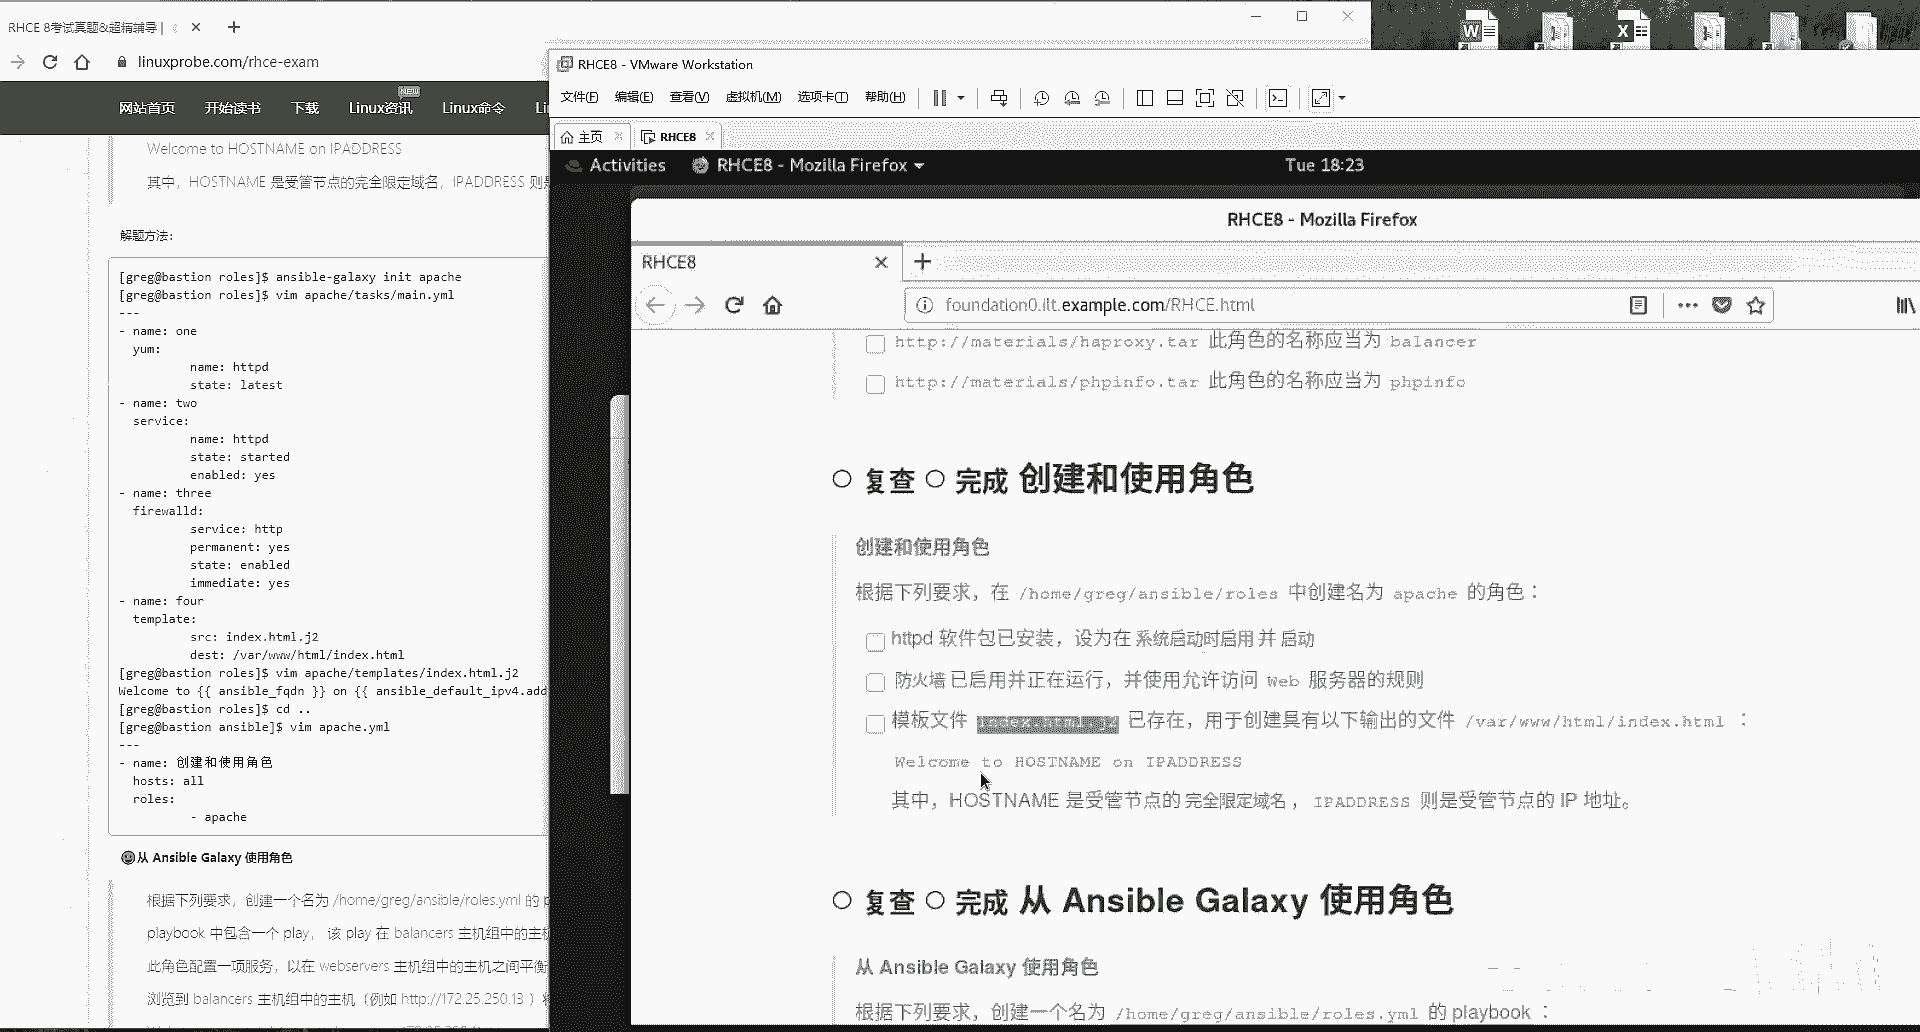 RHCE 8考试真题&超精辅导 |
linuxprobe.com/rhce-exam
网站首页 开始读书 下载 Linux资讯 NEW Linux命令
Welcome to HOSTNAME on IPADDRESS
其中，HOSTNAME 是受管节点的完全限定域名，IPADDRESS 则
解题方法:
[greg@bastion roles]$ ansible-galaxy init apache
[greg@bastion roles]$ vim apache/tasks/main.yml
---
- name: one
yum:
name: httpd
state: latest
- name: two
service:
name: httpd
state: started
enabled: yes
- name: three
firewalld:
service: http
permanent: yes
state: enabled
immediate: yes
- name: four
template:
src: index.html.j2
dest: /var/www/html/index.html
[greg@bastion roles]$ vim apache/templates/index.html.j2
Welcome to {{ ansible_fqdn }} on {{ ansible_default_ipv4.add
[greg@bastion roles]$ cd ..
[greg@bastion ansible]$ vim apache.yml
---
- name: 创建和使用角色
hosts: all
roles:
- apache
从 Ansible Galaxy 使用角色
根据下列要求，创建一个名为 /home/greg/ansible/roles.yml 的 p
playbook 中包含一个 play， 该 play 在 balancers 主机组中的主机
此角色配置一项服务，以在 webservers 主机组中的主机之间平衡
浏览到 balancers 主机组中的主机（例如 http://172.25.250.13 ）
RHCE8 - VMware Workstation
文件(F) 编辑(E) 查看(V) 虚拟机(M) 选项卡(T) 帮助(H)
主页 RHCE8
Activities RHCE8 - Mozilla Firefox Tue 18:23
RHCE8 - Mozilla Firefox
RHCE8
foundation0.ilt.example.com/RHCE.html
http://materials/haproxy.tar 此角色的名称应当为 balancer
http://materials/phpinfo.tar 此角色的名称应当为 phpinfo
复查 完成 创建和使用角色
创建和使用角色
根据下列要求，在 /home/greg/ansible/roles 中创建名为 apache 的角色：
httpd 软件包已安装，设为在 系统启动时启用 并 启动
防火墙 已启用并正在运行，并使用允许访问 Web 服务器的规则
模板文件 index.html.j2 已存在，用于创建具有以下输出的文件 /var/www/html/index.html ：
Welcome to HOSTNAME on IPADDRESS
其中，HOSTNAME 是受管节点的 完全限定域名 ， IPADDRESS 则是受管节点的 IP 地址。
复查 完成 从 Ansible Galaxy 使用角色
从 Ansible Galaxy 使用角色
根据下列要求，创建一个名为 /home/greg/ansible/roles.yml 的 playbook ：